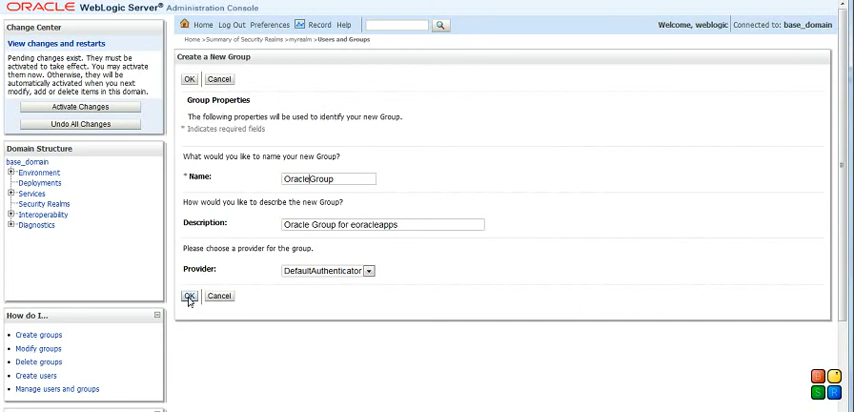 ORACLE WebLogic Server® Administration Console
Home Log Out Preferences Record Help
Welcome, weblogic Connected to: base_domain
Home >Summary of Security Realms >myrealm >Users and Groups
Change Center
View changes and restarts
Pending changes exist. They must be
activated to take effect. You may activate
them now. Otherwise, they will be
automatically activated when you next
modify, add or delete items in this domain.
Activate Changes
Undo All Changes
Domain Structure
base_domain
Environment
Deployments
Services
Security Realms
Interoperability
Diagnostics
How do I...
Create groups
Modify groups
Delete groups
Create users
Manage users and groups
Create a New Group
OK Cancel
Group Properties
The following properties will be used to identify your new Group.
* Indicates required fields
What would you like to name your new Group?
* Name: OracleGroup
How would you like to describe the new Group?
Description: Oracle Group for eoracleapps
Please choose a provider for the group.
Provider: DefaultAuthenticator
OK Cancel